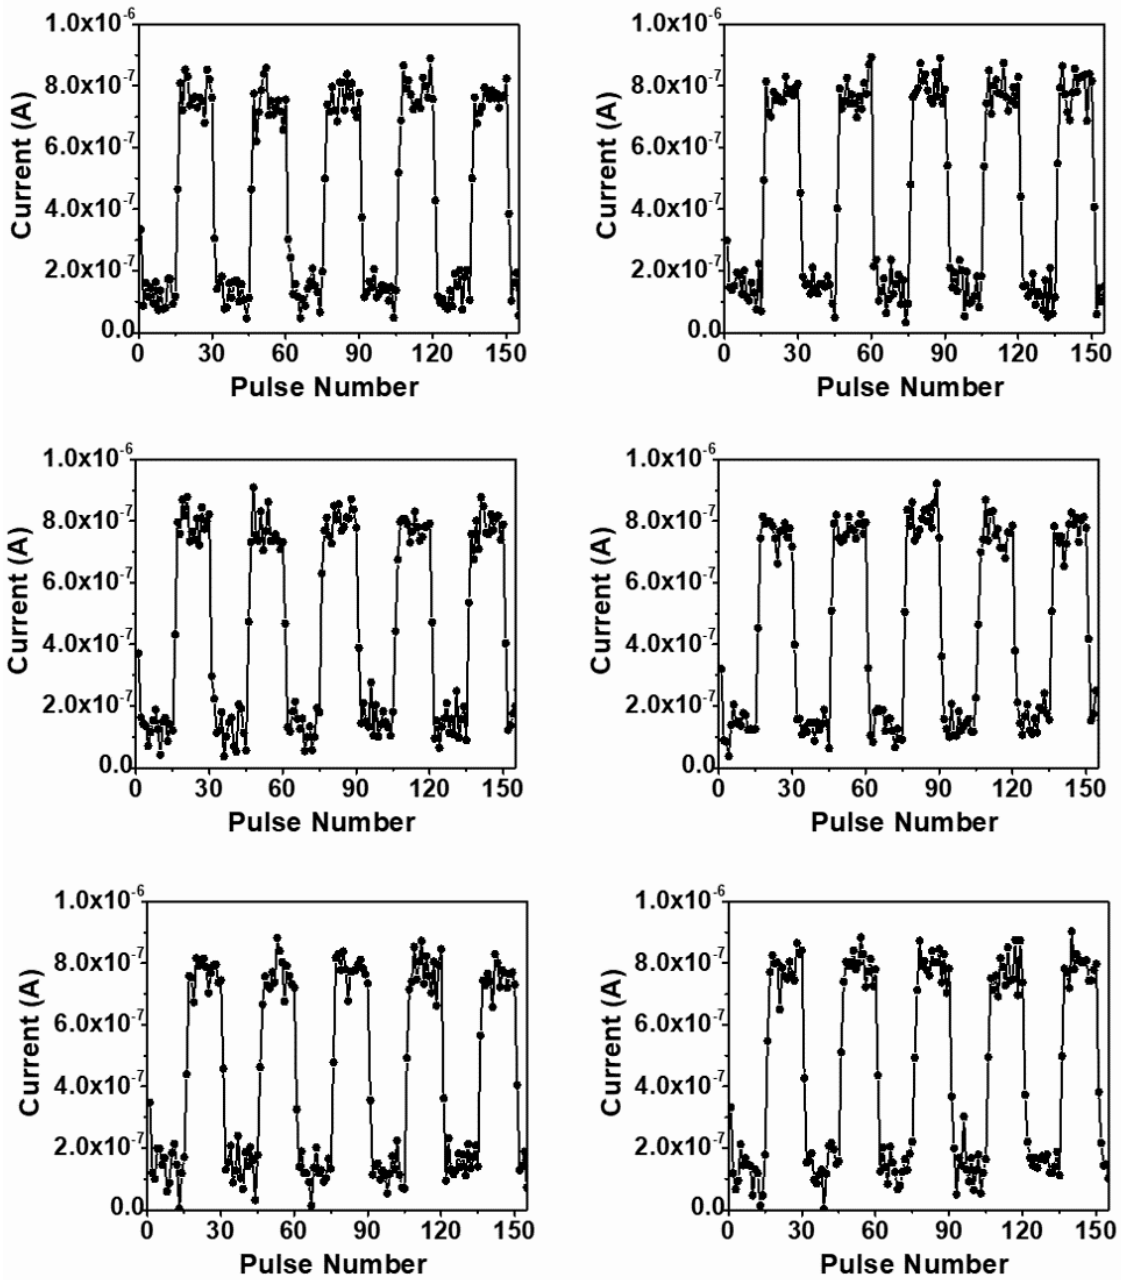 1.0x10⁻⁶ 1.0x10⁻⁶
8.0x10⁻⁷ 8.0x10⁻⁷
6.0x10⁻⁷ 6.0x10⁻⁷
4.0x10⁻⁷ 4.0x10⁻⁷
2.0x10⁻⁷ 2.0x10⁻⁷
0.0 0.0
Current (A) Current (A)
0 30 60 90 120 150 0 30 60 90 120 150
Pulse Number Pulse Number
1.0x10⁻⁶ 1.0x10⁻⁶
8.0x10⁻⁷ 8.0x10⁻⁷
6.0x10⁻⁷ 6.0x10⁻⁷
4.0x10⁻⁷ 4.0x10⁻⁷
2.0x10⁻⁷ 2.0x10⁻⁷
0.0 0.0
Current (A) Current (A)
0 30 60 90 120 150 0 30 60 90 120 150
Pulse Number Pulse Number
1.0x10⁻⁶ 1.0x10⁻⁶
8.0x10⁻⁷ 8.0x10⁻⁷
6.0x10⁻⁷ 6.0x10⁻⁷
4.0x10⁻⁷ 4.0x10⁻⁷
2.0x10⁻⁷ 2.0x10⁻⁷
0.0 0.0
Current (A) Current (A)
0 30 60 90 120 150 0 30 60 90 120 150
Pulse Number Pulse Number